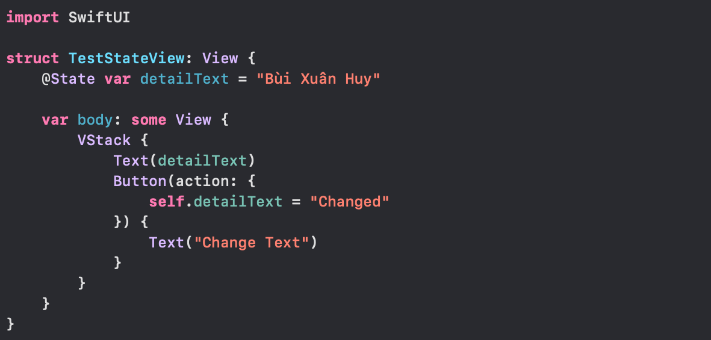 import SwiftUI

struct TestStateView: View {
    @State var detailText = "Bùi Xuân Huy"

    var body: some View {
        VStack {
            Text(detailText)
            Button(action: {
                self.detailText = "Changed"
            }) {
                Text("Change Text")
            }
        }
    }
}